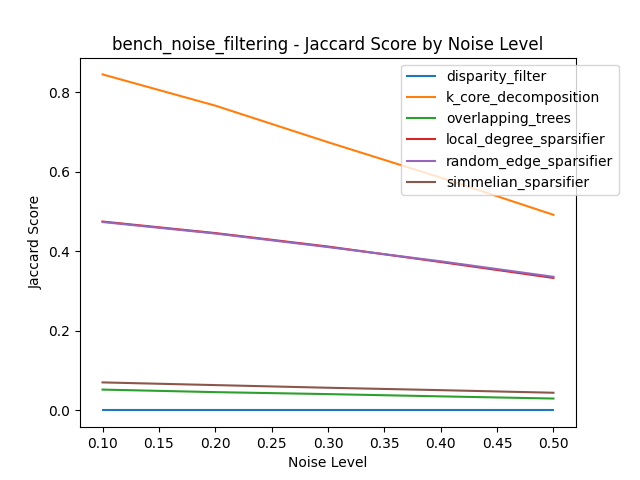 bench_noise_filtering - Jaccard Score by Noise Level
disparity_filter
k_core_decomposition
overlapping_trees
local_degree_sparsifier
random_edge_sparsifier
simmelian_sparsifier
Jaccard Score
0.8
0.6
0.4
0.2
0.0
0.10 0.15 0.20 0.25 0.30 0.35 0.40 0.45 0.50
Noise Level